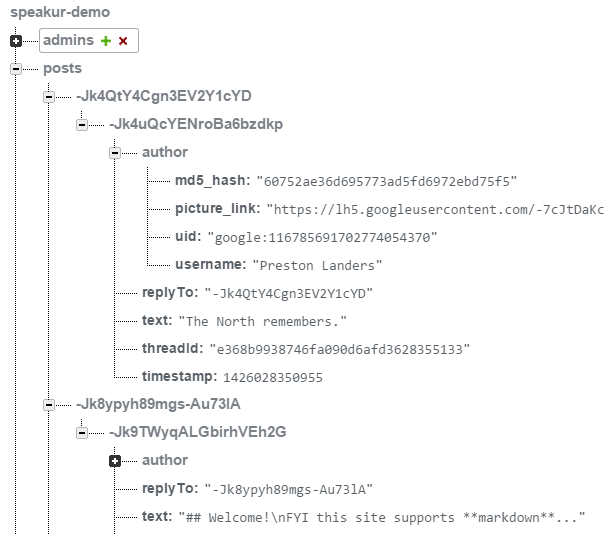 speakur-demo
admins
posts
-Jk4QtY4Cgn3EV2Y1cYD
-Jk4uQcYENroBa6bzdkp
author
md5_hash: "60752ae36d695773ad5fd6972ebd75f5"
picture_link: "https://lh5.googleusercontent.com/-7cJtDaKc
uid: "google:116785691702774054370"
username: "Preston Landers"
replyTo: "-Jk4QtY4Cgn3EV2Y1cYD"
text: "The North remembers."
threadId: "e368b9938746fa090d6afd3628355133"
timestamp: 1426028350955
-Jk8ypyh89mgs-Au73lA
-Jk9TWyqALGbirhVEh2G
author
replyTo: "-Jk8ypyh89mgs-Au73lA"
text: "## Welcome!\nFYI this site supports **markdown**..."